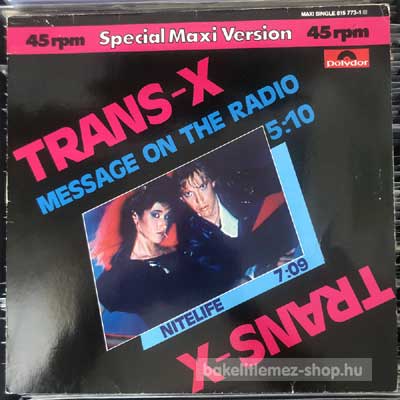 MAXI SINGLE 815 773-1
45 rpm Special Maxi Version 45 rpm
polydor
TRANS-X
MESSAGE ON THE RADIO
5:10
NITELIFE 7:09
TRANS-X
bakelitlemez-shop.hu